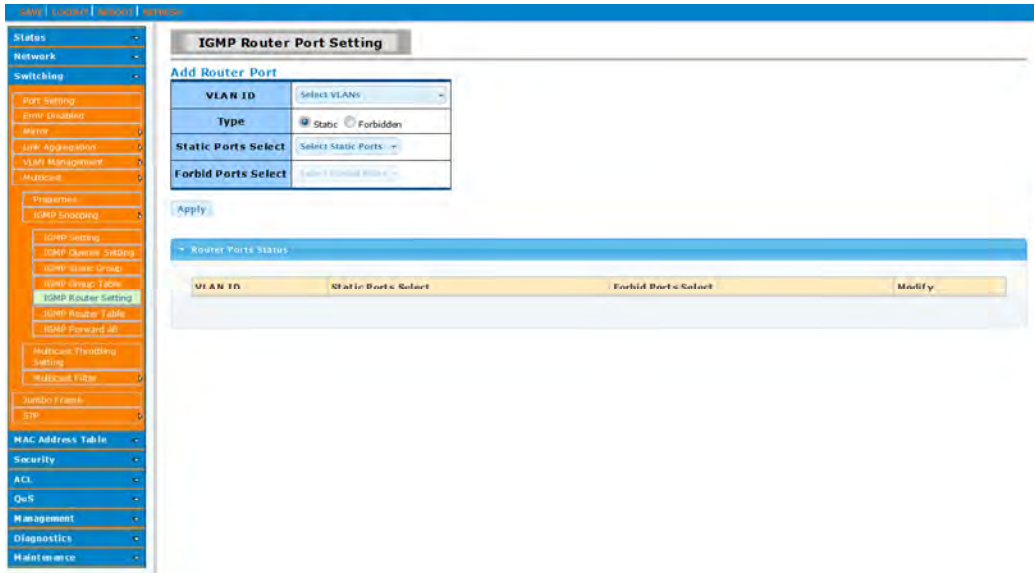 SAVE | LOGOUT | REBOOT | REFRESH
Status
Network
Switching
Port Setting
Error Disabled
Mirror
Link Aggregation
VLAN Management
Multicast
Properties
IGMP Snooping
IGMP Setting
IGMP Querier Setting
IGMP Static Group
IGMP Group Table
IGMP Router Setting
IGMP Router Table
IGMP Forward All
Multicast Throttling
Setting
Multicast Filter
Jumbo Frame
STP
MAC Address Table
Security
ACL
QoS
Management
Diagnostics
Maintenance
IGMP Router Port Setting
Add Router Port
VLAN ID Select VLANs
Type Static Forbidden
Static Ports Select Select Static Ports
Forbid Ports Select Select Forbid Ports
Apply
Router Ports Status
VLAN ID Static Ports Select Forbid Ports Select Modify